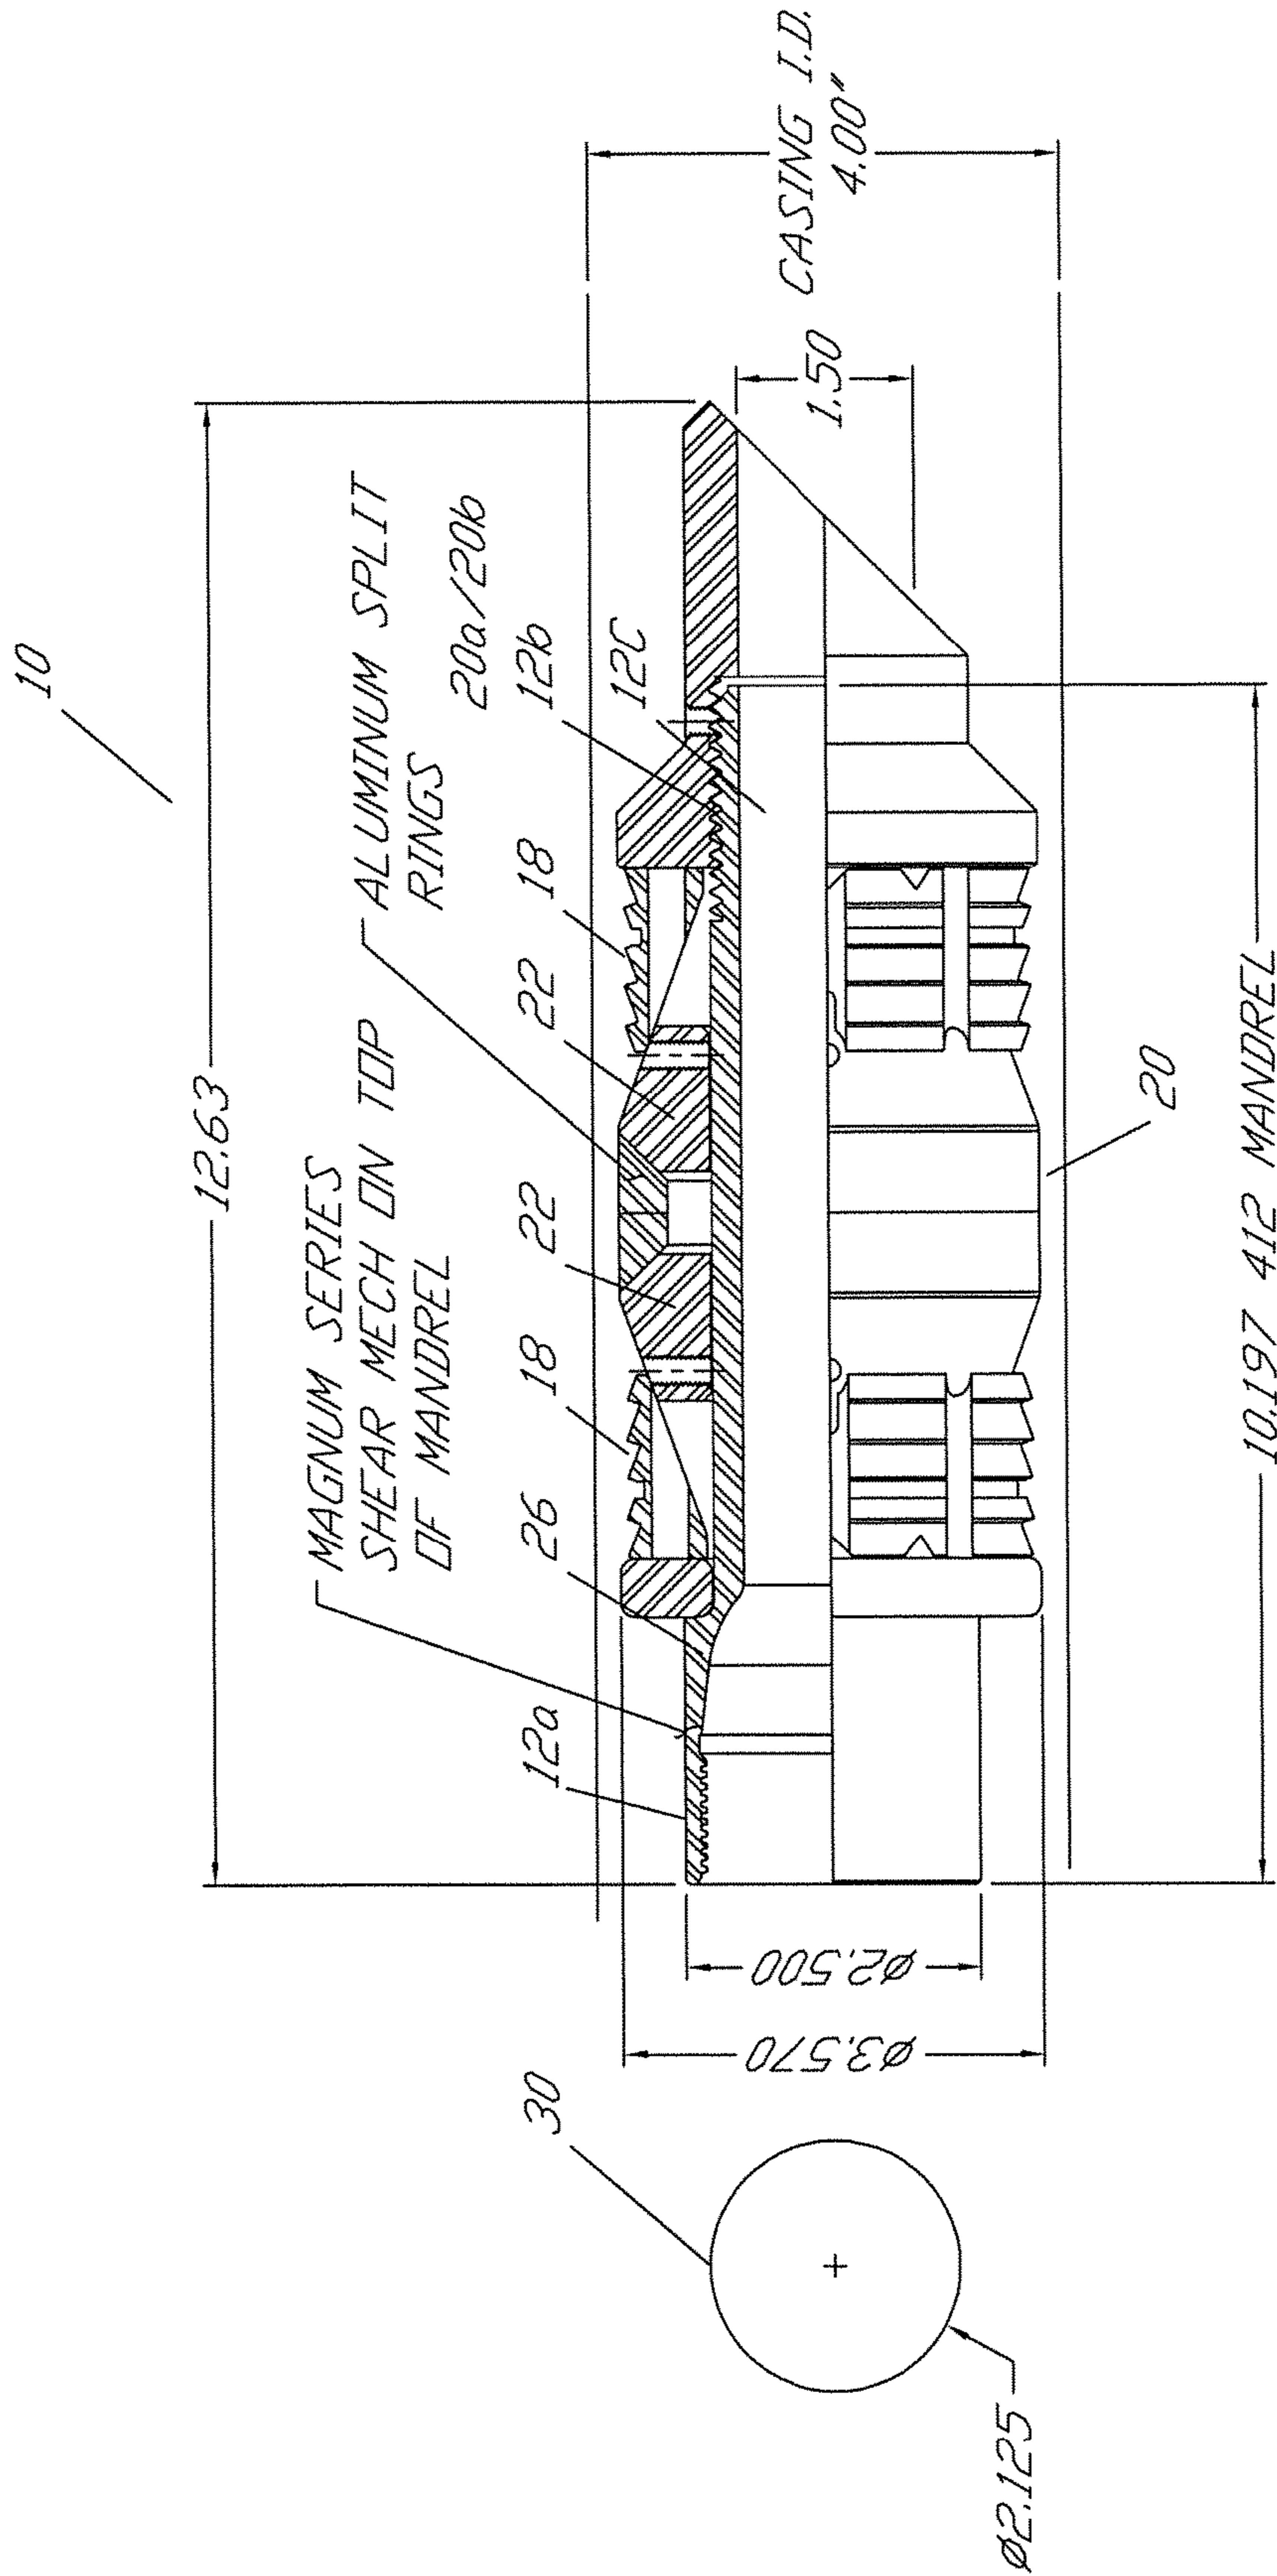 10
12.63
MAGNUM SERIES
SHEAR MECH ON TOP
OF MANDREL
ALUMINUM SPLIT
RINGS
20a/20b
12a
26
18
22
22
18
12b
12C
CASING I.D.
4.00"
1.50
30
Ø2.125
Ø3.570
Ø2.500
20
10.197 412 MANDREL